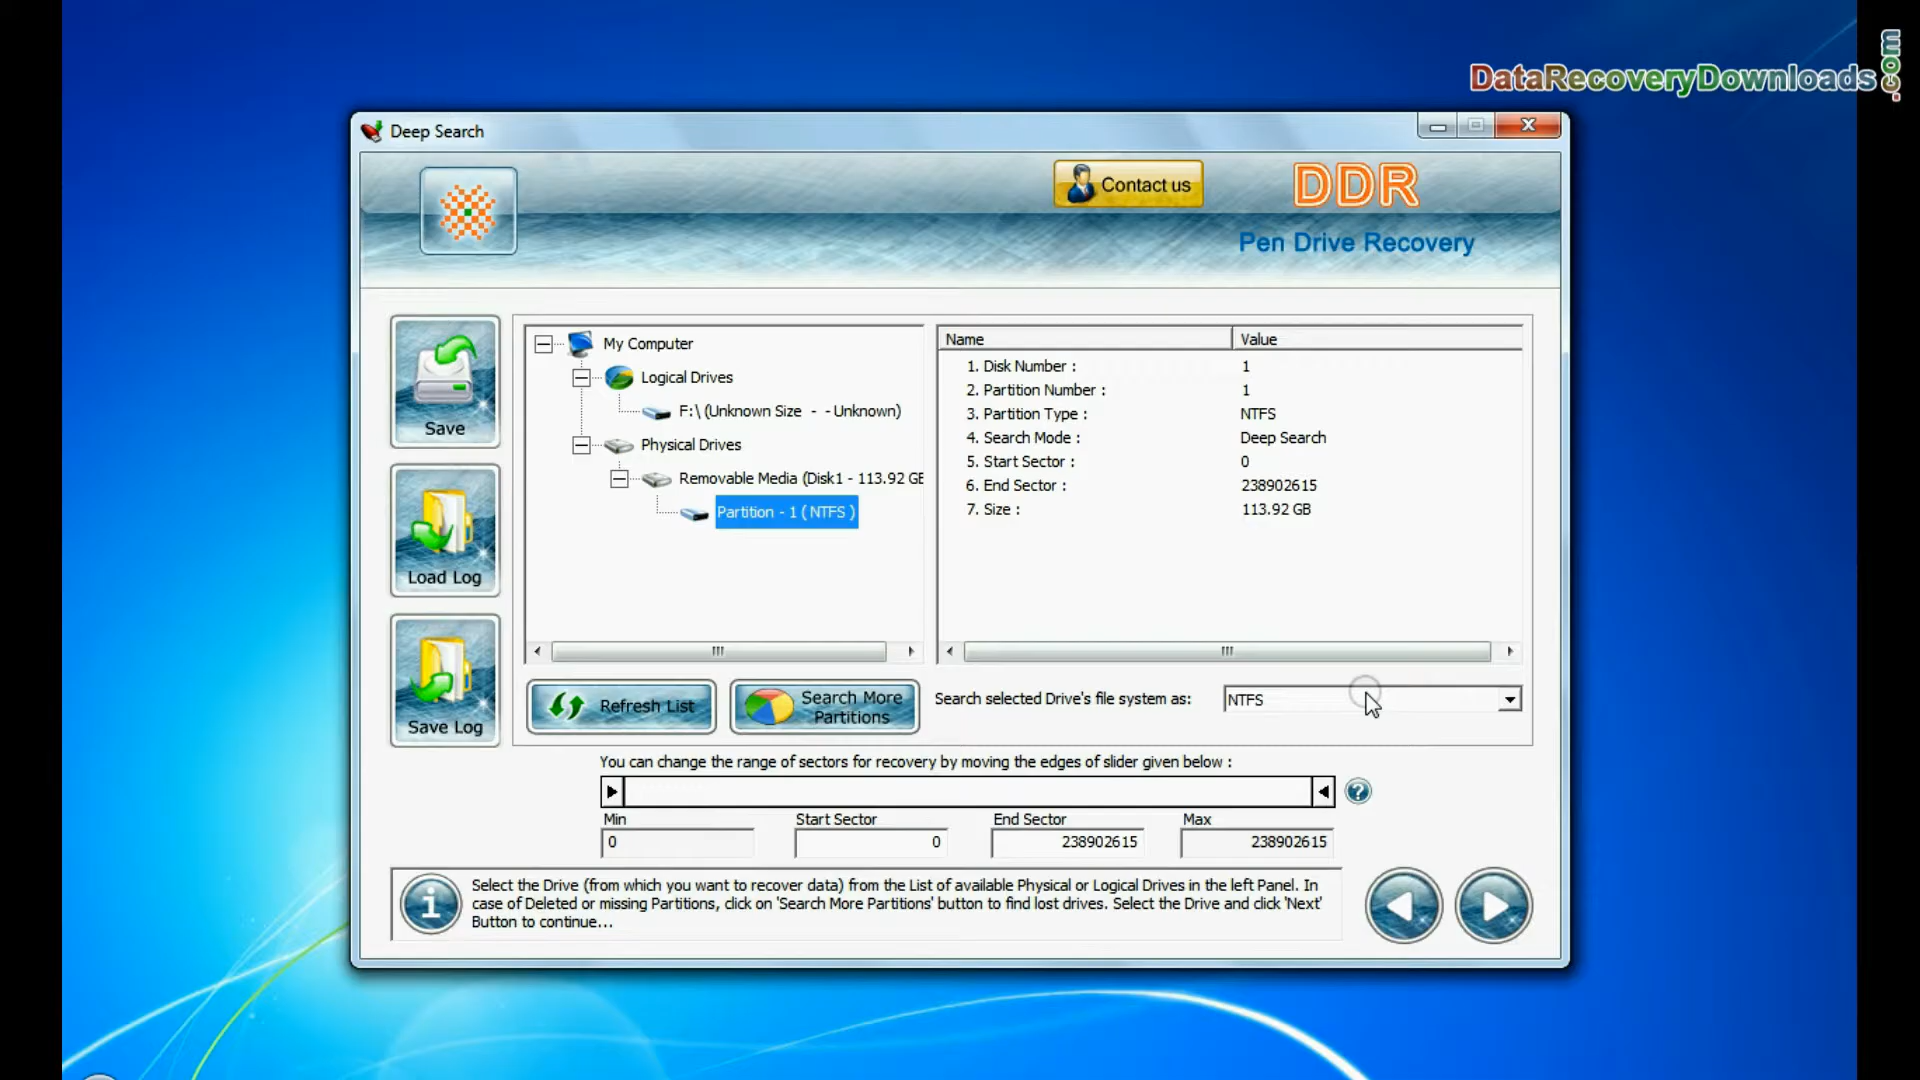 DataRecoveryDownloads.com
Deep Search
Contact us
DDR
Pen Drive Recovery
Save
Load Log
Save Log
My Computer
Logical Drives
F:\ (Unknown Size - - Unknown)
Physical Drives
Removable Media (Disk1 - 113.92 GB
Partition - 1 ( NTFS )
Name Value
1. Disk Number : 1
2. Partition Number : 1
3. Partition Type : NTFS
4. Search Mode : Deep Search
5. Start Sector : 0
6. End Sector : 238902615
7. Size : 113.92 GB
Refresh List
Search More Partitions
Search selected Drive's file system as: NTFS
You can change the range of sectors for recovery by moving the edges of slider given below :
Min Start Sector End Sector Max
0 0 238902615 238902615
Select the Drive (from which you want to recover data) from the List of available Physical or Logical Drives in the left Panel. In
case of Deleted or missing Partitions, click on 'Search More Partitions' button to find lost drives. Select the Drive and click 'Next'
Button to continue...